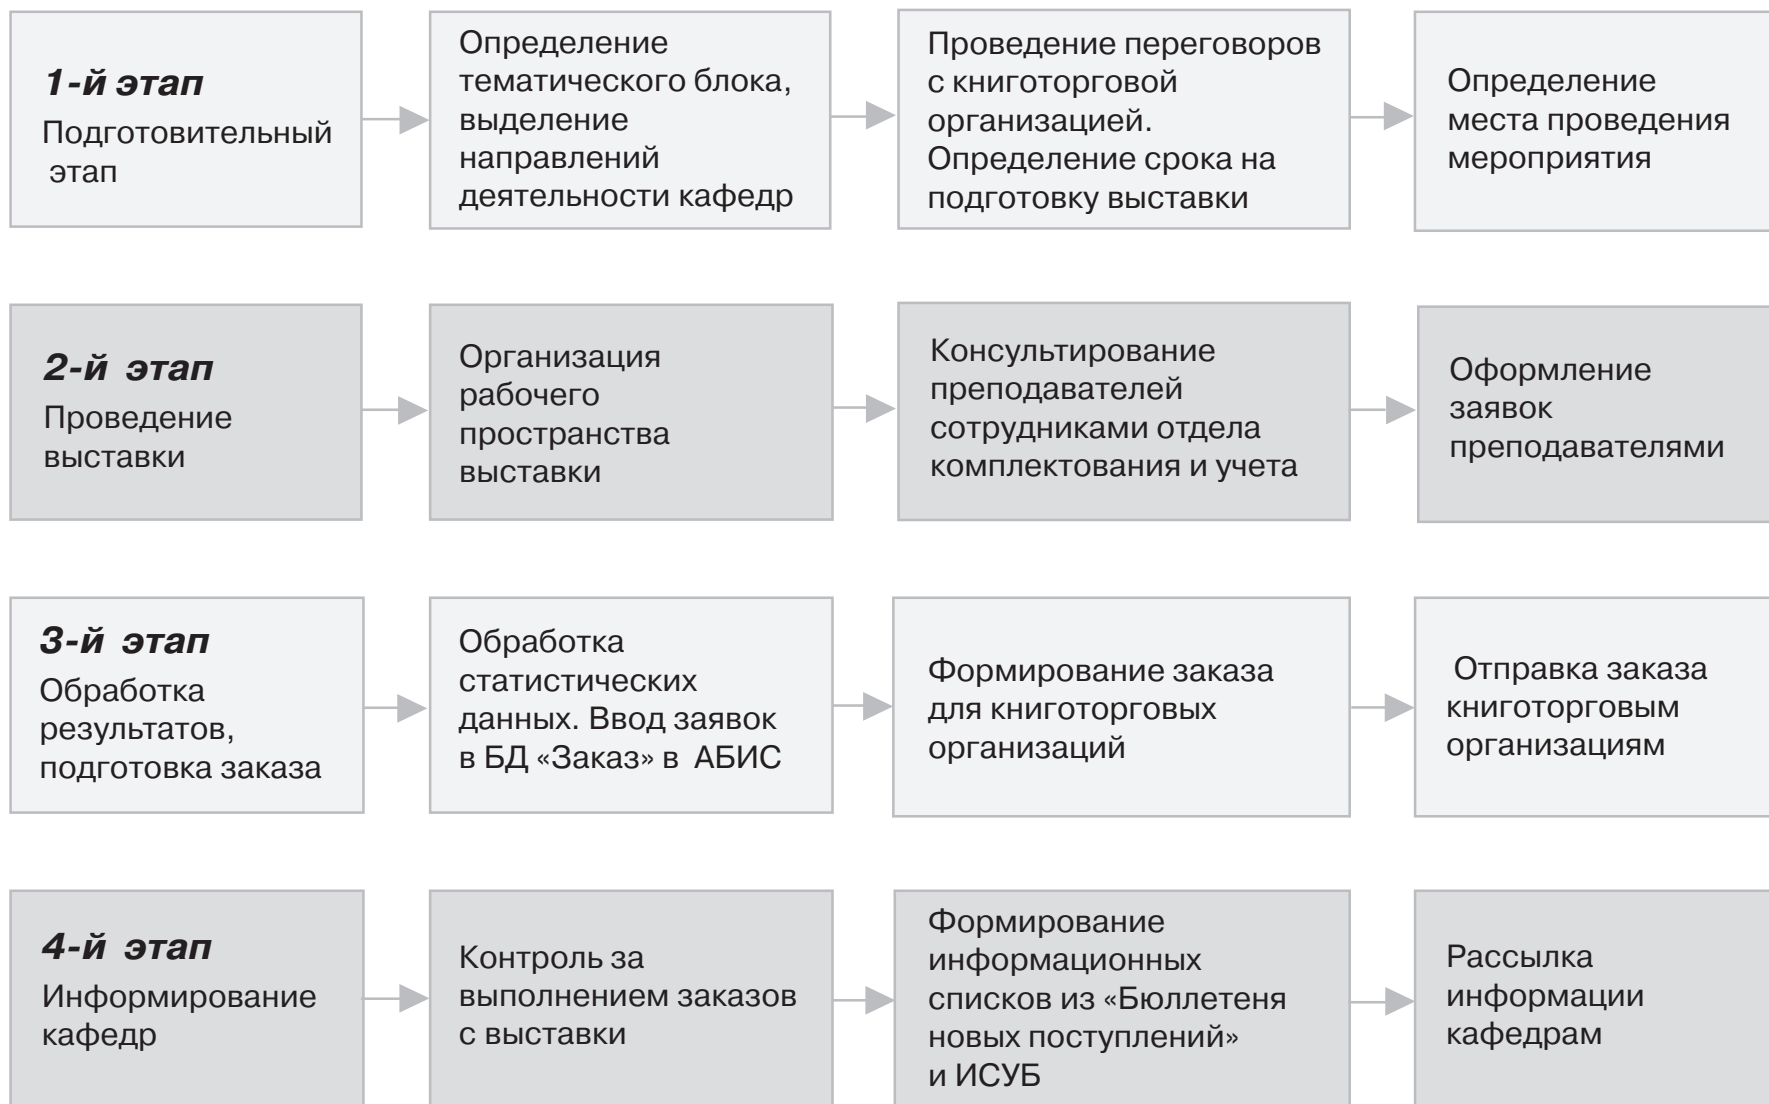 1-й этап
Подготовительный
этап
Определение
тематического блока,
выделение
направлений
деятельности кафедр
Проведение переговоров
с книготорговой
организацией.
Определение срока на
подготовку выставки
Определение
места проведения
мероприятия
2-й этап
Проведение
выставки
Организация
рабочего
пространства
выставки
Консультирование
преподавателей
сотрудниками отдела
комплектования и учета
Оформление
заявок
преподавателями
3-й этап
Обработка
результатов,
подготовка заказа
Обработка
статистических
данных. Ввод заявок
в БД «Заказ» в АБИС
Формирование заказа
для книготорговых
организаций
Отправка заказа
книготорговым
организациям
4-й этап
Информирование
кафедр
Контроль за
выполнением заказов
с выставки
Формирование
информационных
списков из «Бюллетеня
новых поступлений»
и ИСУБ
Рассылка
информации
кафедрам